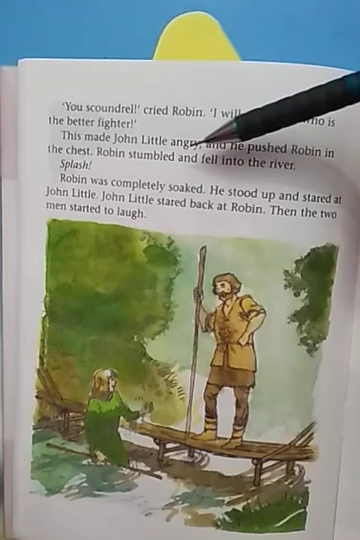 'You scoundrel!' cried Robin. 'I will who is
the better fighter!'
This made John Little angry, and he pushed Robin in
the chest. Robin stumbled and fell into the river.
Splash!
Robin was completely soaked. He stood up and stared at
John Little. John Little stared back at Robin. Then the two
men started to laugh.